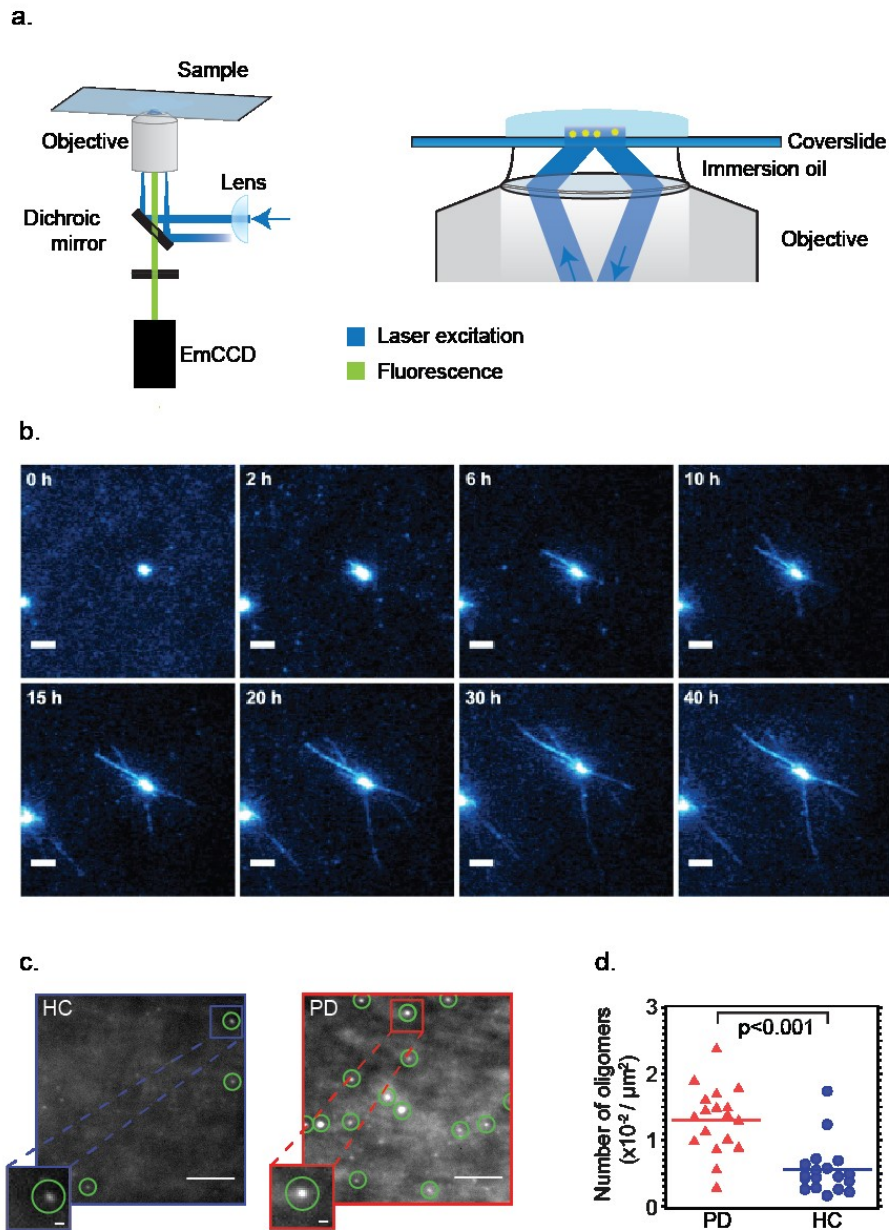 a.
Sample
Objective
Lens
Dichroic
mirror
EmCCD
Coverslide
Immersion oil
Objective
Laser excitation
Fluorescence
b.
0 h
2 h
6 h
10 h
15 h
20 h
30 h
40 h
c.
HC
PD
d.
Number of oligomers
(x10⁻² / µm²)
3
2
1
0
p<0.001
PD
HC